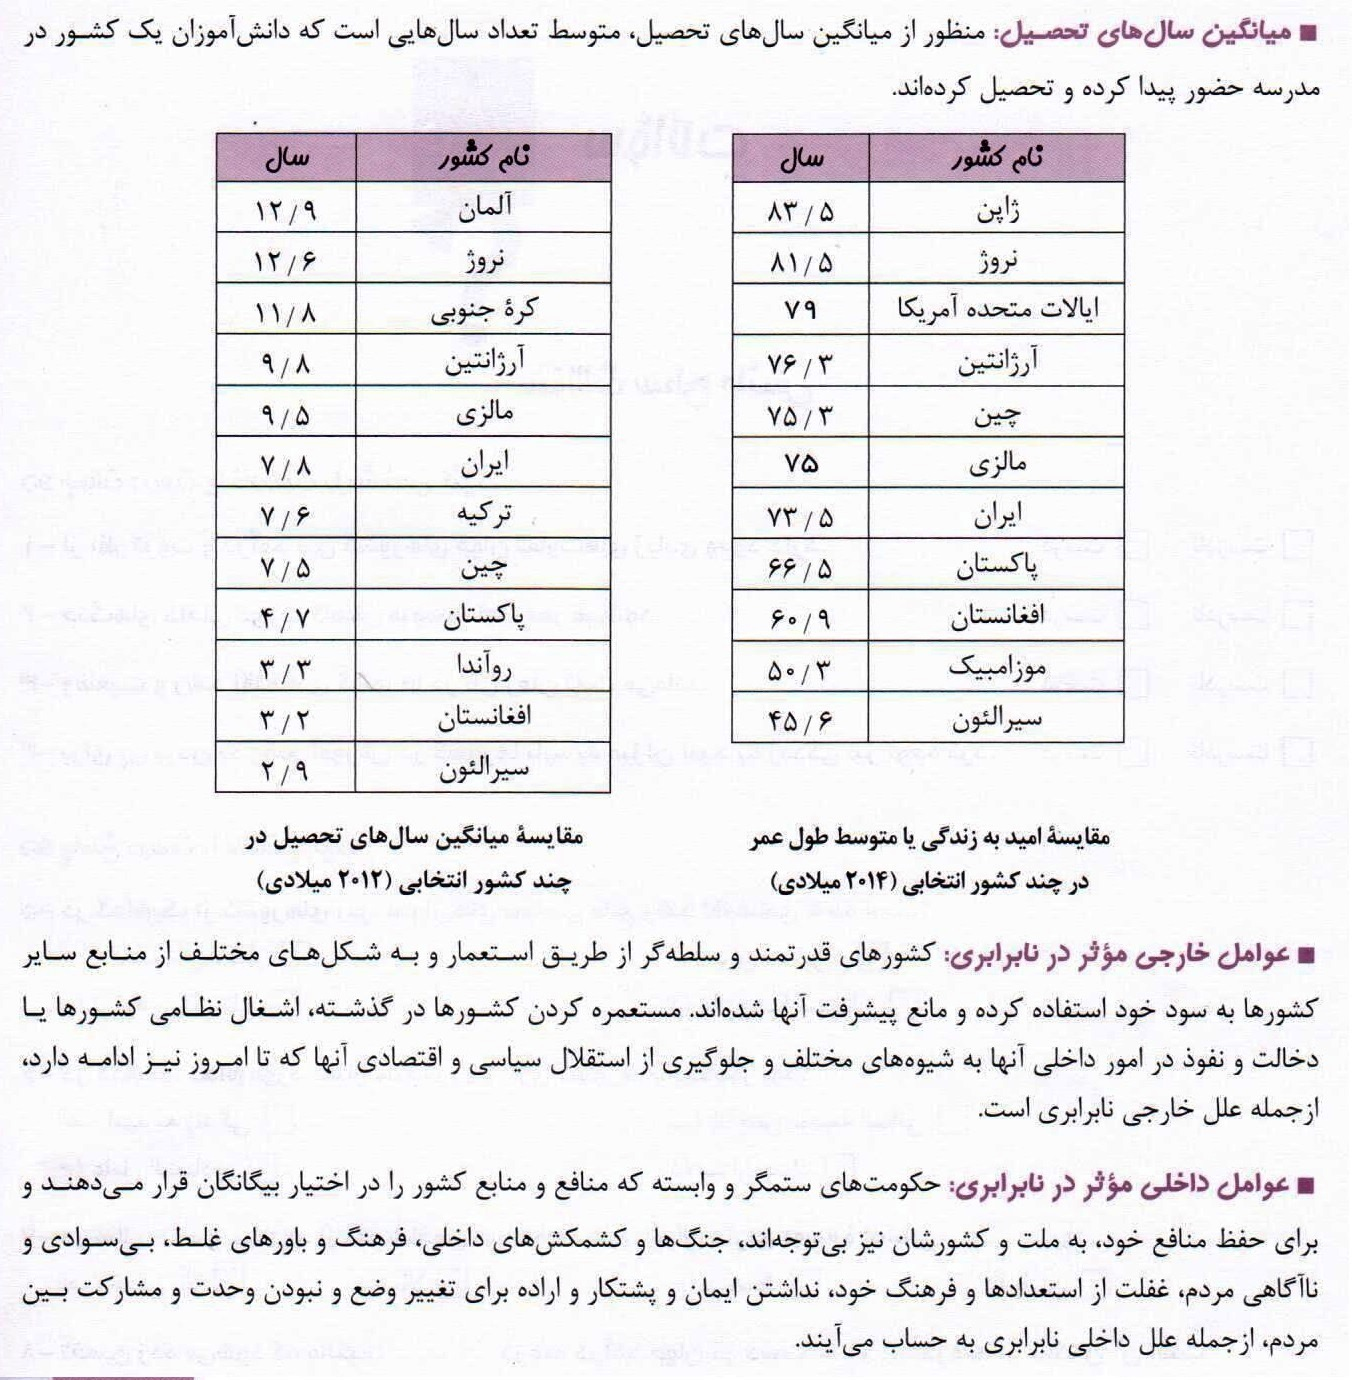 ■ میانگین سال‌های تحصیل: منظور از میانگین سال‌های تحصیل، متوسط تعداد سال‌هایی است که دانش‌آموزان یک کشور در
مدرسه حضور پیدا کرده و تحصیل کرده‌اند.
نام کشور سال
ژاپن ۸۳/۵
نروژ ۸۱/۵
ایالات متحده آمریکا ۷۹
آرژانتین ۷۶/۳
چین ۷۵/۳
مالزی ۷۵
ایران ۷۳/۵
پاکستان ۶۶/۵
افغانستان ۶۰/۹
موزامبیک ۵۰/۳
سیرالئون ۴۵/۶
مقایسهٔ امید به زندگی یا متوسط طول عمر
در چند کشور انتخابی (۲۰۱۴ میلادی)
نام کشور سال
آلمان ۱۲/۹
نروژ ۱۲/۶
کرهٔ جنوبی ۱۱/۸
آرژانتین ۹/۸
مالزی ۹/۵
ایران ۷/۸
ترکیه ۷/۶
چین ۷/۵
پاکستان ۴/۷
روآندا ۳/۳
افغانستان ۳/۲
سیرالئون ۲/۹
مقایسهٔ میانگین سال‌های تحصیل در
چند کشور انتخابی (۲۰۱۲ میلادی)
■ عوامل خارجی مؤثر در نابرابری: کشورهای قدرتمند و سلطه‌گر از طریق استعمار و به شکل‌های مختلف از منابع سایر
کشورها به سود خود استفاده کرده و مانع پیشرفت آنها شده‌اند. مستعمره کردن کشورها در گذشته، اشغال نظامی کشورها یا
دخالت و نفوذ در امور داخلی آنها به شیوه‌های مختلف و جلوگیری از استقلال سیاسی و اقتصادی آنها که تا امروز نیز ادامه دارد،
ازجمله علل خارجی نابرابری است.
■ عوامل داخلی مؤثر در نابرابری: حکومت‌های ستمگر و وابسته که منافع و منابع کشور را در اختیار بیگانگان قرار می‌دهند و
برای حفظ منافع خود، به ملت و کشورشان نیز بی‌توجه‌اند، جنگ‌ها و کشمکش‌های داخلی، فرهنگ و باورهای غلط، بی‌سوادی و
ناآگاهی مردم، غفلت از استعدادها و فرهنگ خود، نداشتن ایمان و پشتکار و اراده برای تغییر وضع و نبودن وحدت و مشارکت بین
مردم، ازجمله علل داخلی نابرابری به حساب می‌آیند.